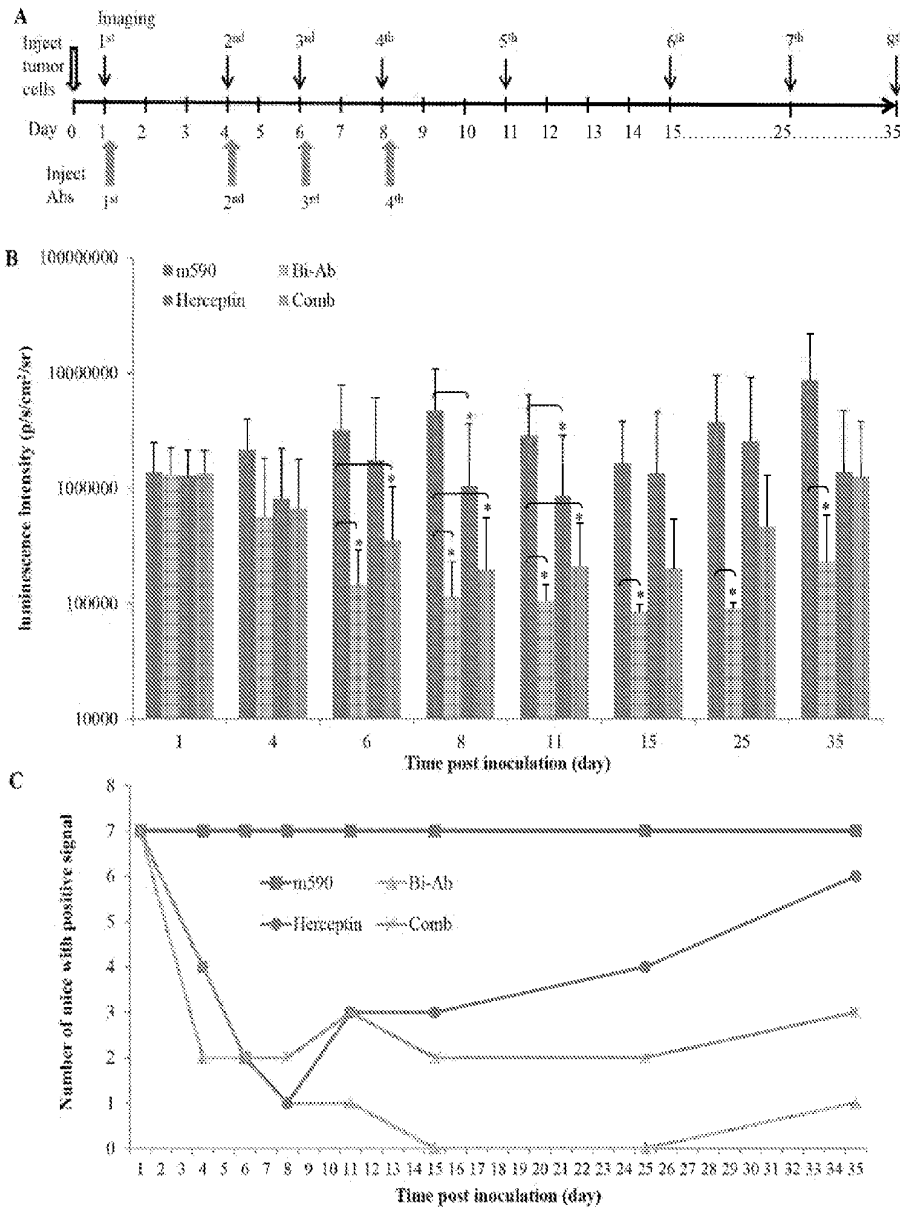 A
Imaging
Inject tumor cells
1st 2nd 3rd 4th 5th 6th 7th 8
Day 0 1 2 3 4 5 6 7 8 9 10 11 12 13 14 15 25 35
Inject Abs
1st 2nd 3rd 4th
B
luminescence intensity (p/s/cm²/sr)
100000000
10000000
1000000
100000
10000
m590 Bi-Ab
Herceptin Comb
* * * * * * * * * * *
1 4 6 8 11 15 25 35
Time post inoculation (day)
C
Number of mice with positive signal
8
7
6
5
4
3
2
1
0
m590 Bi-Ab
Herceptin Comb
1 2 3 4 5 6 7 8 9 10 11 12 13 14 15 16 17 18 19 20 21 22 23 24 25 26 27 28 29 30 31 32 33 34 35
Time post inoculation (day)